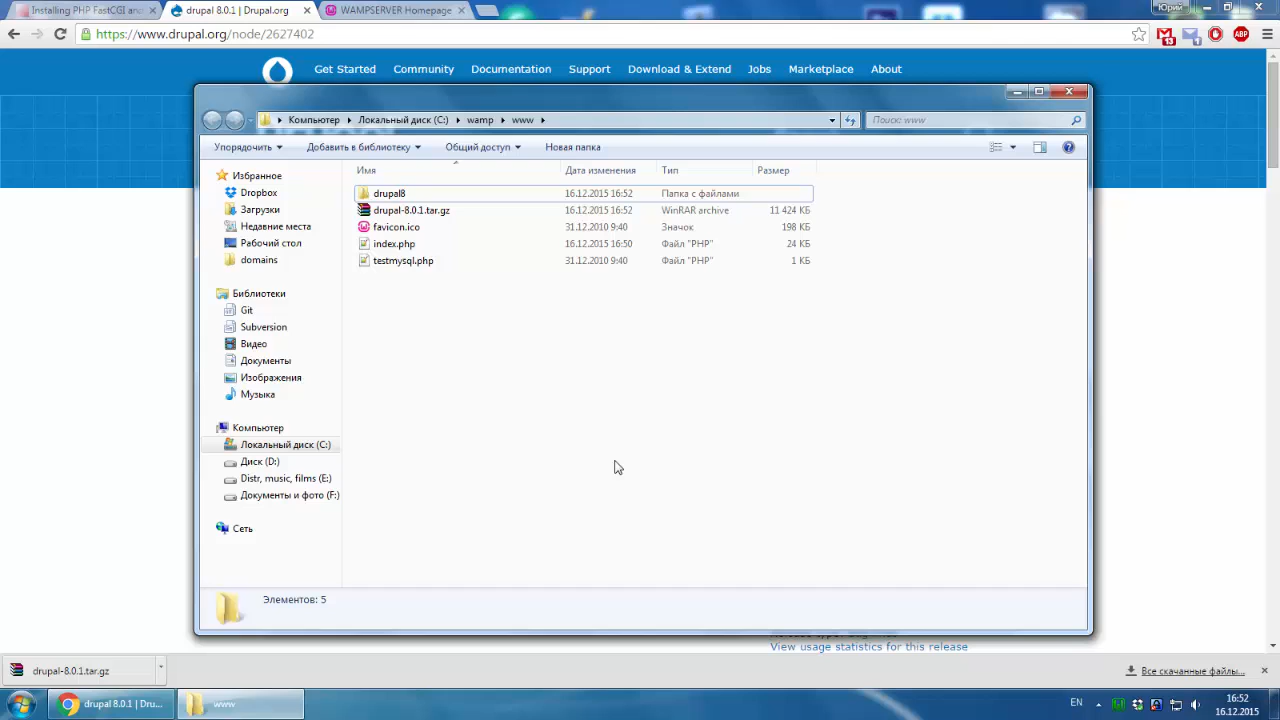 Installing PHP FastCGI an
drupal 8.0.1 | Drupal.org
WAMPSERVER Homepage
Юрий
https://www.drupal.org/node/2627402
13
1
ABP
Get Started Community Documentation Support Download & Extend Jobs Marketplace About
Компьютер Локальный диск (C:) wamp www
Поиск: www
Упорядочить Добавить в библиотеку Общий доступ Новая папка
Имя Дата изменения Тип Размер
drupal8 16.12.2015 16:52 Папка с файлами
drupal-8.0.1.tar.gz 16.12.2015 16:52 WinRAR archive 11 424 КБ
favicon.ico 31.12.2010 9:40 Значок 198 КБ
index.php 16.12.2015 16:50 Файл "PHP" 24 КБ
testmysql.php 31.12.2010 9:40 Файл "PHP" 1 КБ
Избранное
Dropbox
Загрузки
Недавние места
Рабочий стол
domains
Библиотеки
Git
Subversion
Видео
Документы
Изображения
Музыка
Компьютер
Локальный диск (C:)
Диск (D:)
Distr, music, films (E:)
Документы и фото (F:)
Сеть
Элементов: 5
View usage statistics for this release
drupal-8.0.1.tar.gz
Все скачанные файлы...
drupal 8.0.1 | Dru...
www
EN
16:52
16.12.2015